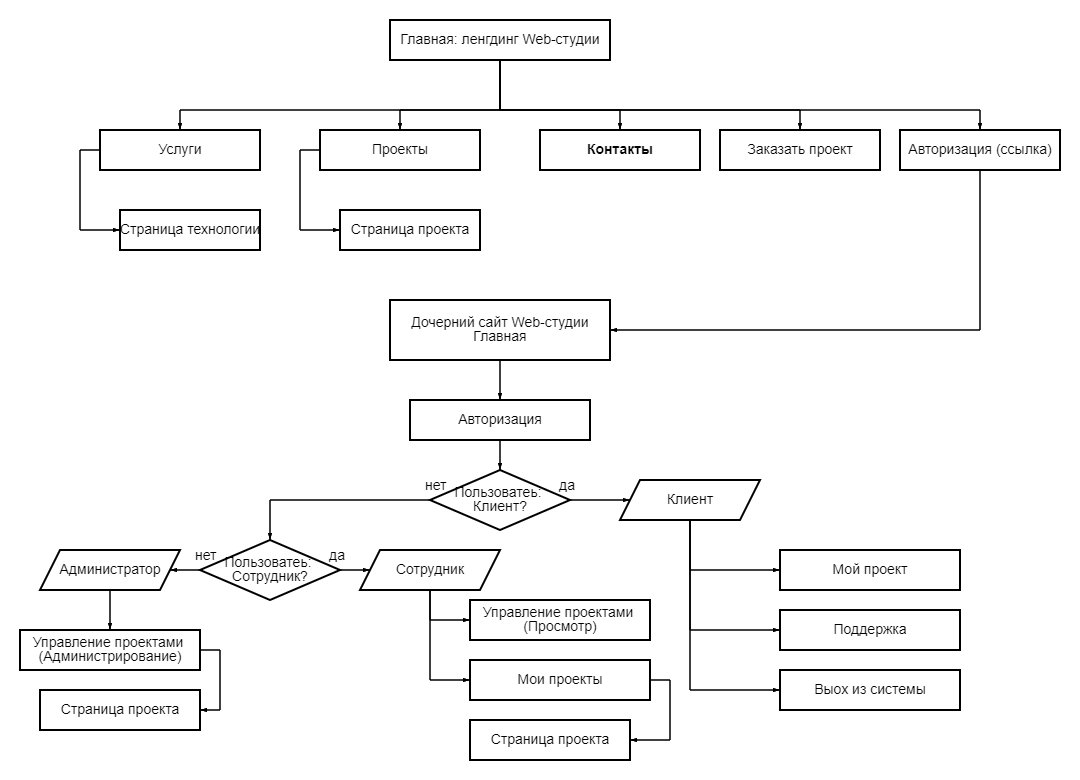 Главная: ленгдинг Web-студии
Услуги
Проекты
Контакты
Заказать проект
Авторизация (ссылка)
Страница технологии
Страница проекта
Дочерний сайт Web-студии
Главная
Авторизация
нет
Пользоватеь:
Клиент?
да
Клиент
нет
Пользоватеь:
Сотрудник?
да
Администратор
Сотрудник
Мой проект
Управление проектами
(Просмотр)
Поддержка
Управление проектами
(Администрирование)
Мои проекты
Выох из системы
Страница проекта
Страница проекта